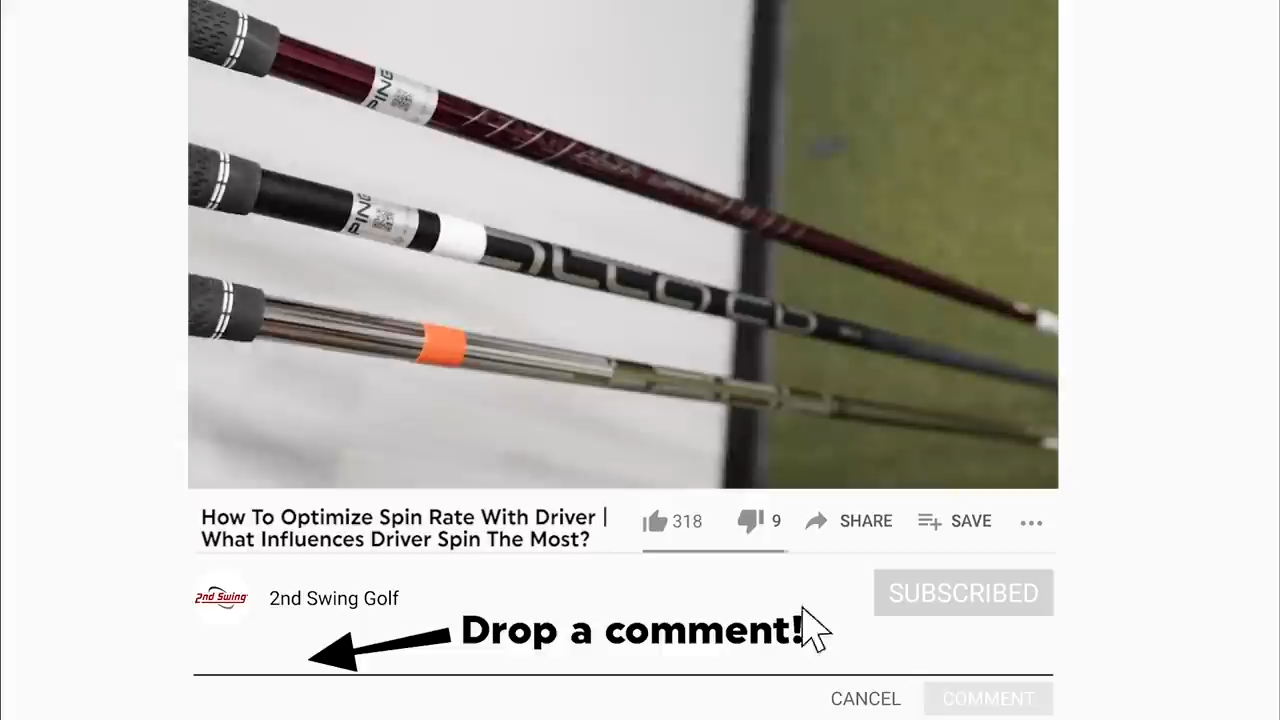 PING
PING
How To Optimize Spin Rate With Driver |
What Influences Driver Spin The Most?
318
9
SHARE
SAVE
2nd Swing
2nd Swing Golf
SUBSCRIBED
Drop a comment!
CANCEL
COMMENT